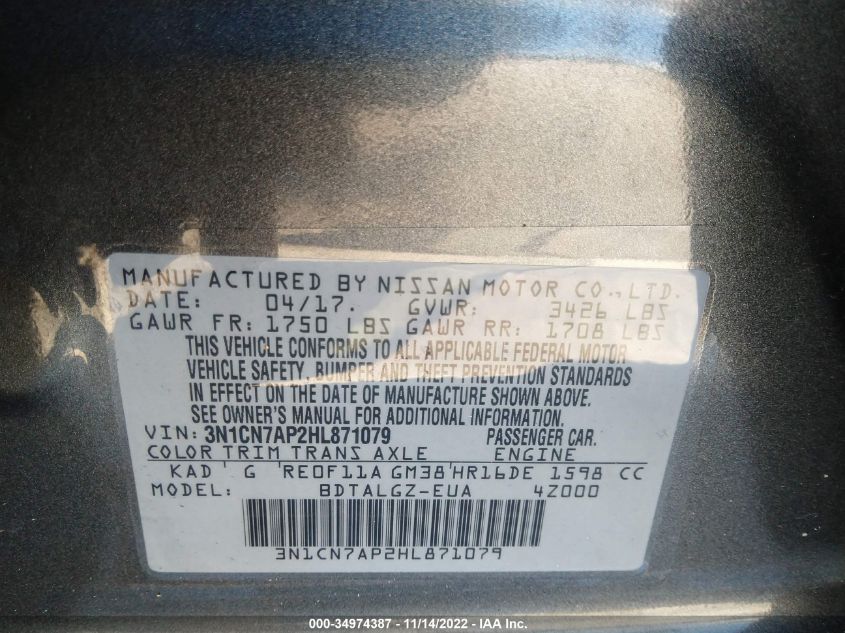 MANUFACTURED BY NISSAN MOTOR CO., LTD.
DATE: 04/17. GVWR: 3426 LBS
GAWR FR: 1750 LBS GAWR RR: 1708 LBS
THIS VEHICLE CONFORMS TO ALL APPLICABLE FEDERAL MOTOR
VEHICLE SAFETY, BUMPER AND THEFT PREVENTION STANDARDS
IN EFFECT ON THE DATE OF MANUFACTURE SHOWN ABOVE.
SEE OWNER'S MANUAL FOR ADDITIONAL INFORMATION.
VIN: 3N1CN7AP2HL871079 PASSENGER CAR.
COLOR TRIM TRANS AXLE ENGINE
KAD ' G 'RE0F11A GM38'HR16DE 1598 CC
MODEL: BDTALGZ-EUA 4Z000
3N1CN7AP2HL871079
000-34974387 - 11/14/2022 - IAA Inc.